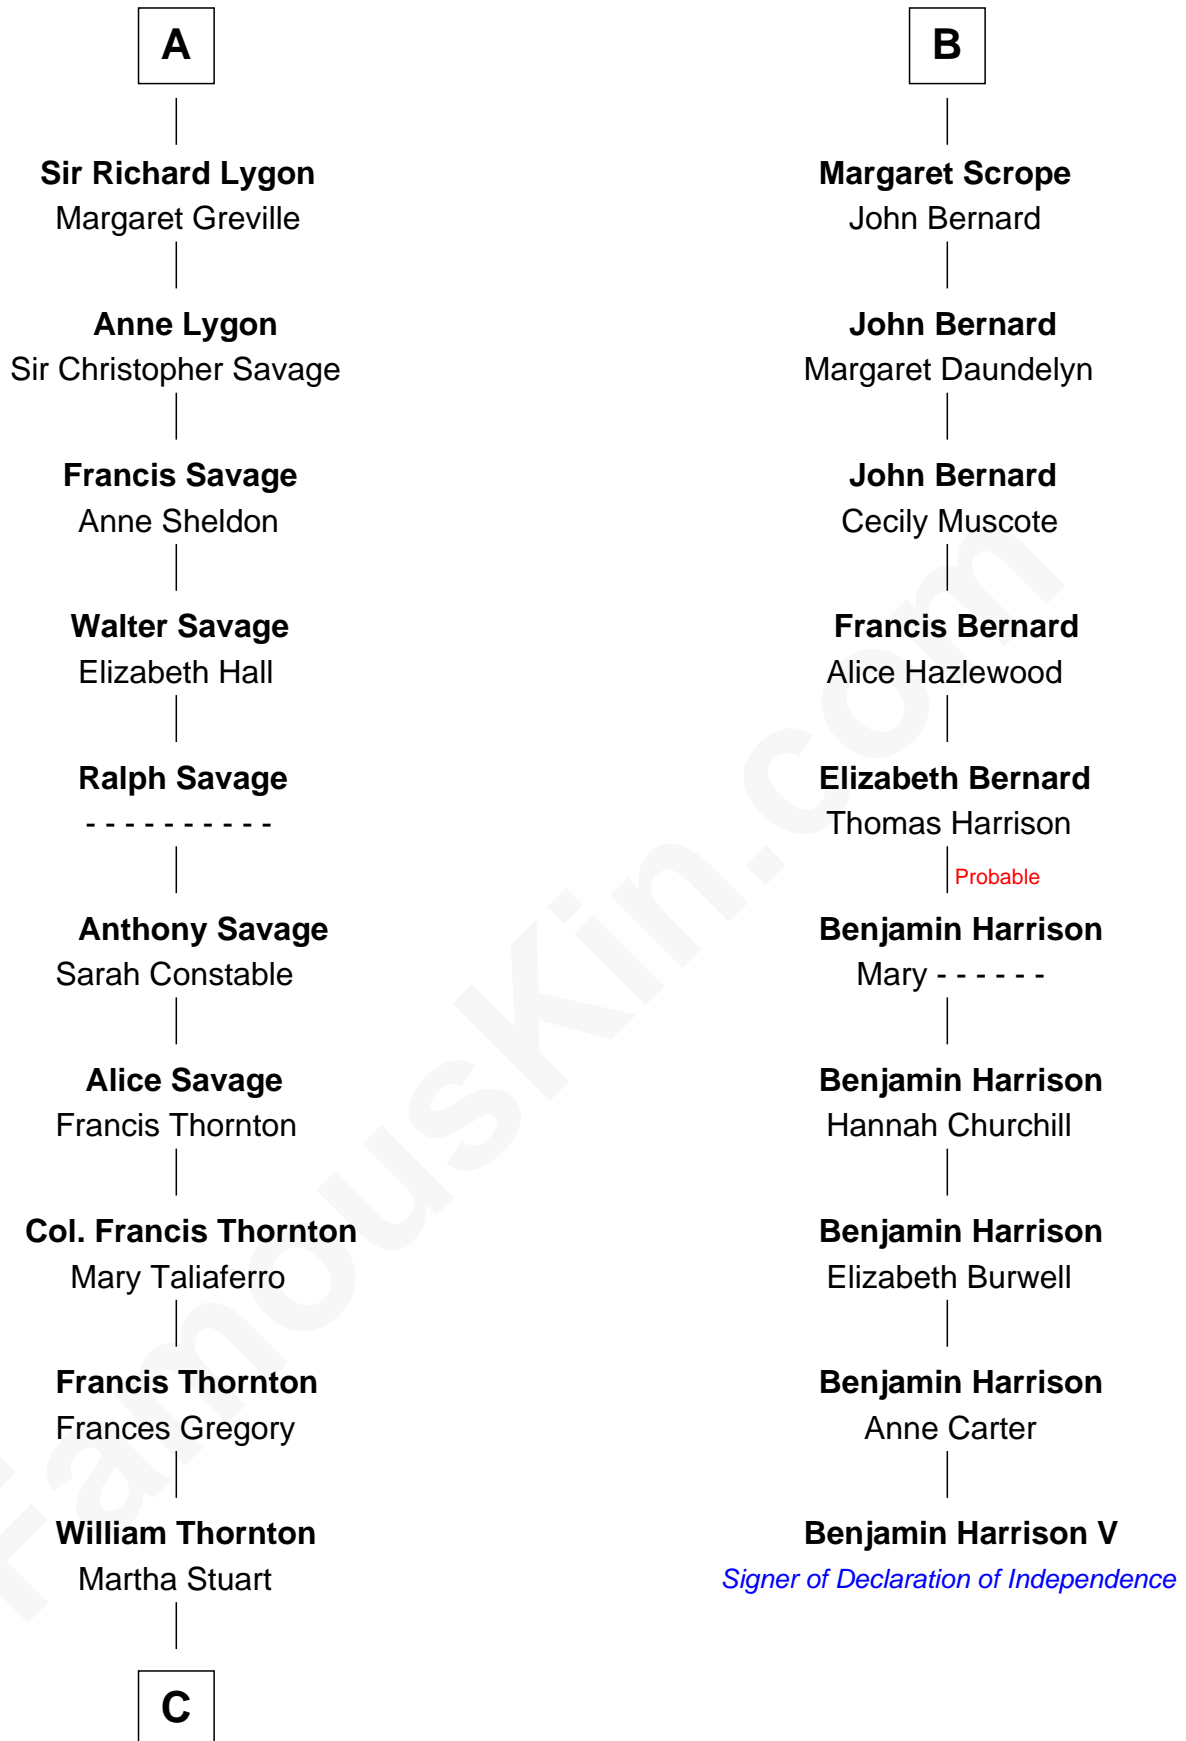 A
Sir Richard Lygon
Margaret Greville
Anne Lygon
Sir Christopher Savage
Francis Savage
Anne Sheldon
Walter Savage
Elizabeth Hall
Ralph Savage
- - - - - - - - - -
Anthony Savage
Sarah Constable
Alice Savage
Francis Thornton
Col. Francis Thornton
Mary Taliaferro
Francis Thornton
Frances Gregory
William Thornton
Martha Stuart
C
B
Margaret Scrope
John Bernard
John Bernard
Margaret Daundelyn
John Bernard
Cecily Muscote
Francis Bernard
Alice Hazlewood
Elizabeth Bernard
Thomas Harrison
Probable
Benjamin Harrison
Mary - - - - - -
Benjamin Harrison
Hannah Churchill
Benjamin Harrison
Elizabeth Burwell
Benjamin Harrison
Anne Carter
Benjamin Harrison V
Signer of Declaration of Independence
FamousKin.com